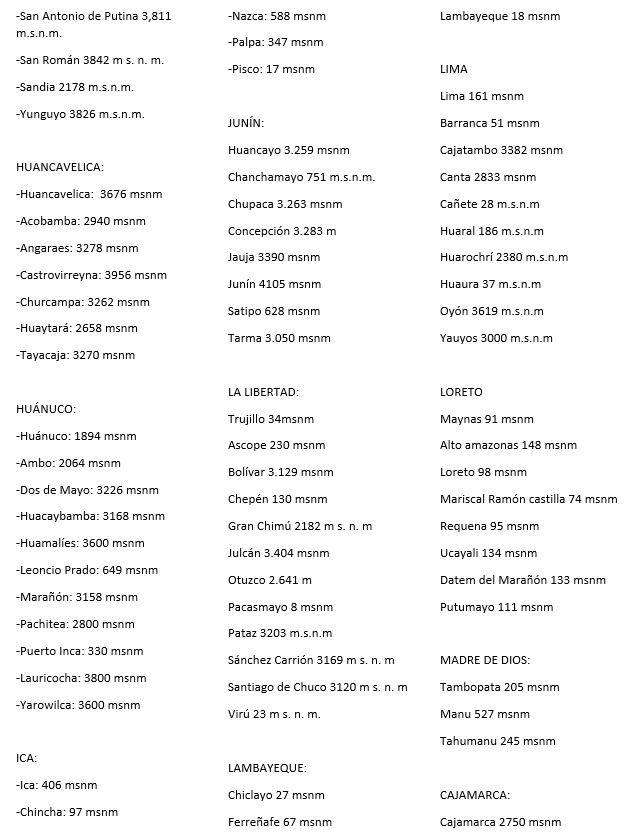 -San Antonio de Putina 3,811
m.s.n.m.
-San Román 3842 m s. n. m.
-Sandia 2178 m.s.n.m.
-Yunguyo 3826 m.s.n.m.
HUANCAVELICA:
-Huancavelica:  3676 msnm
-Acobamba: 2940 msnm
-Angaraes: 3278 msnm
-Castrovirreyna: 3956 msnm
-Churcampa: 3262 msnm
-Huaytará: 2658 msnm
-Tayacaja: 3270 msnm
HUÁNUCO:
-Huánuco: 1894 msnm
-Ambo: 2064 msnm
-Dos de Mayo: 3226 msnm
-Huacaybamba: 3168 msnm
-Huamalíes: 3600 msnm
-Leoncio Prado: 649 msnm
-Marañón: 3158 msnm
-Pachitea: 2800 msnm
-Puerto Inca: 330 msnm
-Lauricocha: 3800 msnm
-Yarowilca: 3600 msnm
ICA:
-Ica: 406 msnm
-Chincha: 97 msnm
-Nazca: 588 msnm
-Palpa: 347 msnm
-Pisco: 17 msnm
JUNÍN:
Huancayo 3.259 msnm
Chanchamayo 751 m.s.n.m.
Chupaca 3.263 msnm
Concepción 3.283 m
Jauja 3390 msnm
Junín 4105 msnm
Satipo 628 msnm
Tarma 3.050 msnm
LA LIBERTAD:
Trujillo 34msnm
Ascope 230 msnm
Bolívar 3.129 msnm
Chepén 130 msnm
Gran Chimú 2182 m s. n. m
Julcán 3.404 msnm
Otuzco 2.641 m
Pacasmayo 8 msnm
Pataz 3203 m.s.n.m
Sánchez Carrión 3169 m s. n. m
Santiago de Chuco 3120 m s. n. m
Virú 23 m s. n. m.
LAMBAYEQUE:
Chiclayo 27 msnm
Ferreñafe 67 msnm
Lambayeque 18 msnm
LIMA
Lima 161 msnm
Barranca 51 msnm
Cajatambo 3382 msnm
Canta 2833 msnm
Cañete 28 m.s.n.m
Huaral 186 m.s.n.m
Huarochrí 2380 m.s.n.m
Huaura 37 m.s.n.m
Oyón 3619 m.s.n.m
Yauyos 3000 m.s.n.m
LORETO
Maynas 91 msnm
Alto amazonas 148 msnm
Loreto 98 msnm
Mariscal Ramón castilla 74 msnm
Requena 95 msnm
Ucayali 134 msnm
Datem del Marañón 133 msnm
Putumayo 111 msnm
MADRE DE DIOS:
Tambopata 205 msnm
Manu 527 msnm
Tahumanu 245 msnm
CAJAMARCA:
Cajamarca 2750 msnm